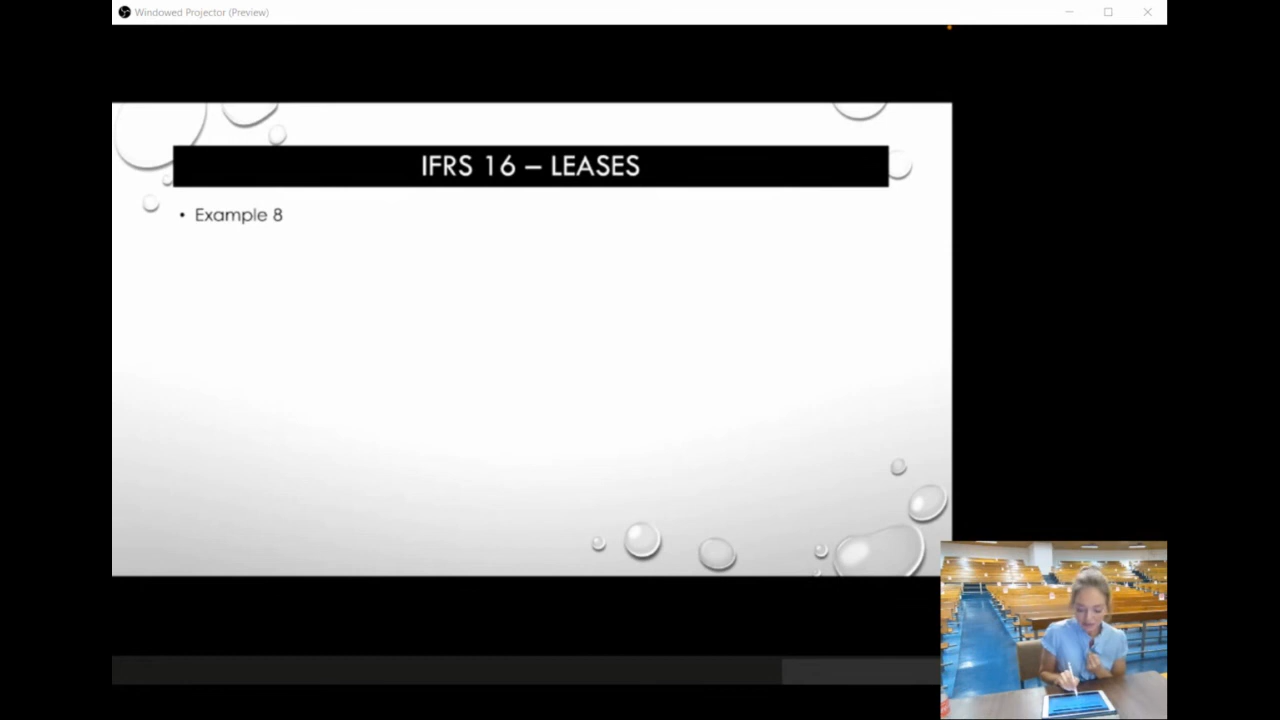 Windowed Projector (Preview)
IFRS 16 – LEASES
• Example 8